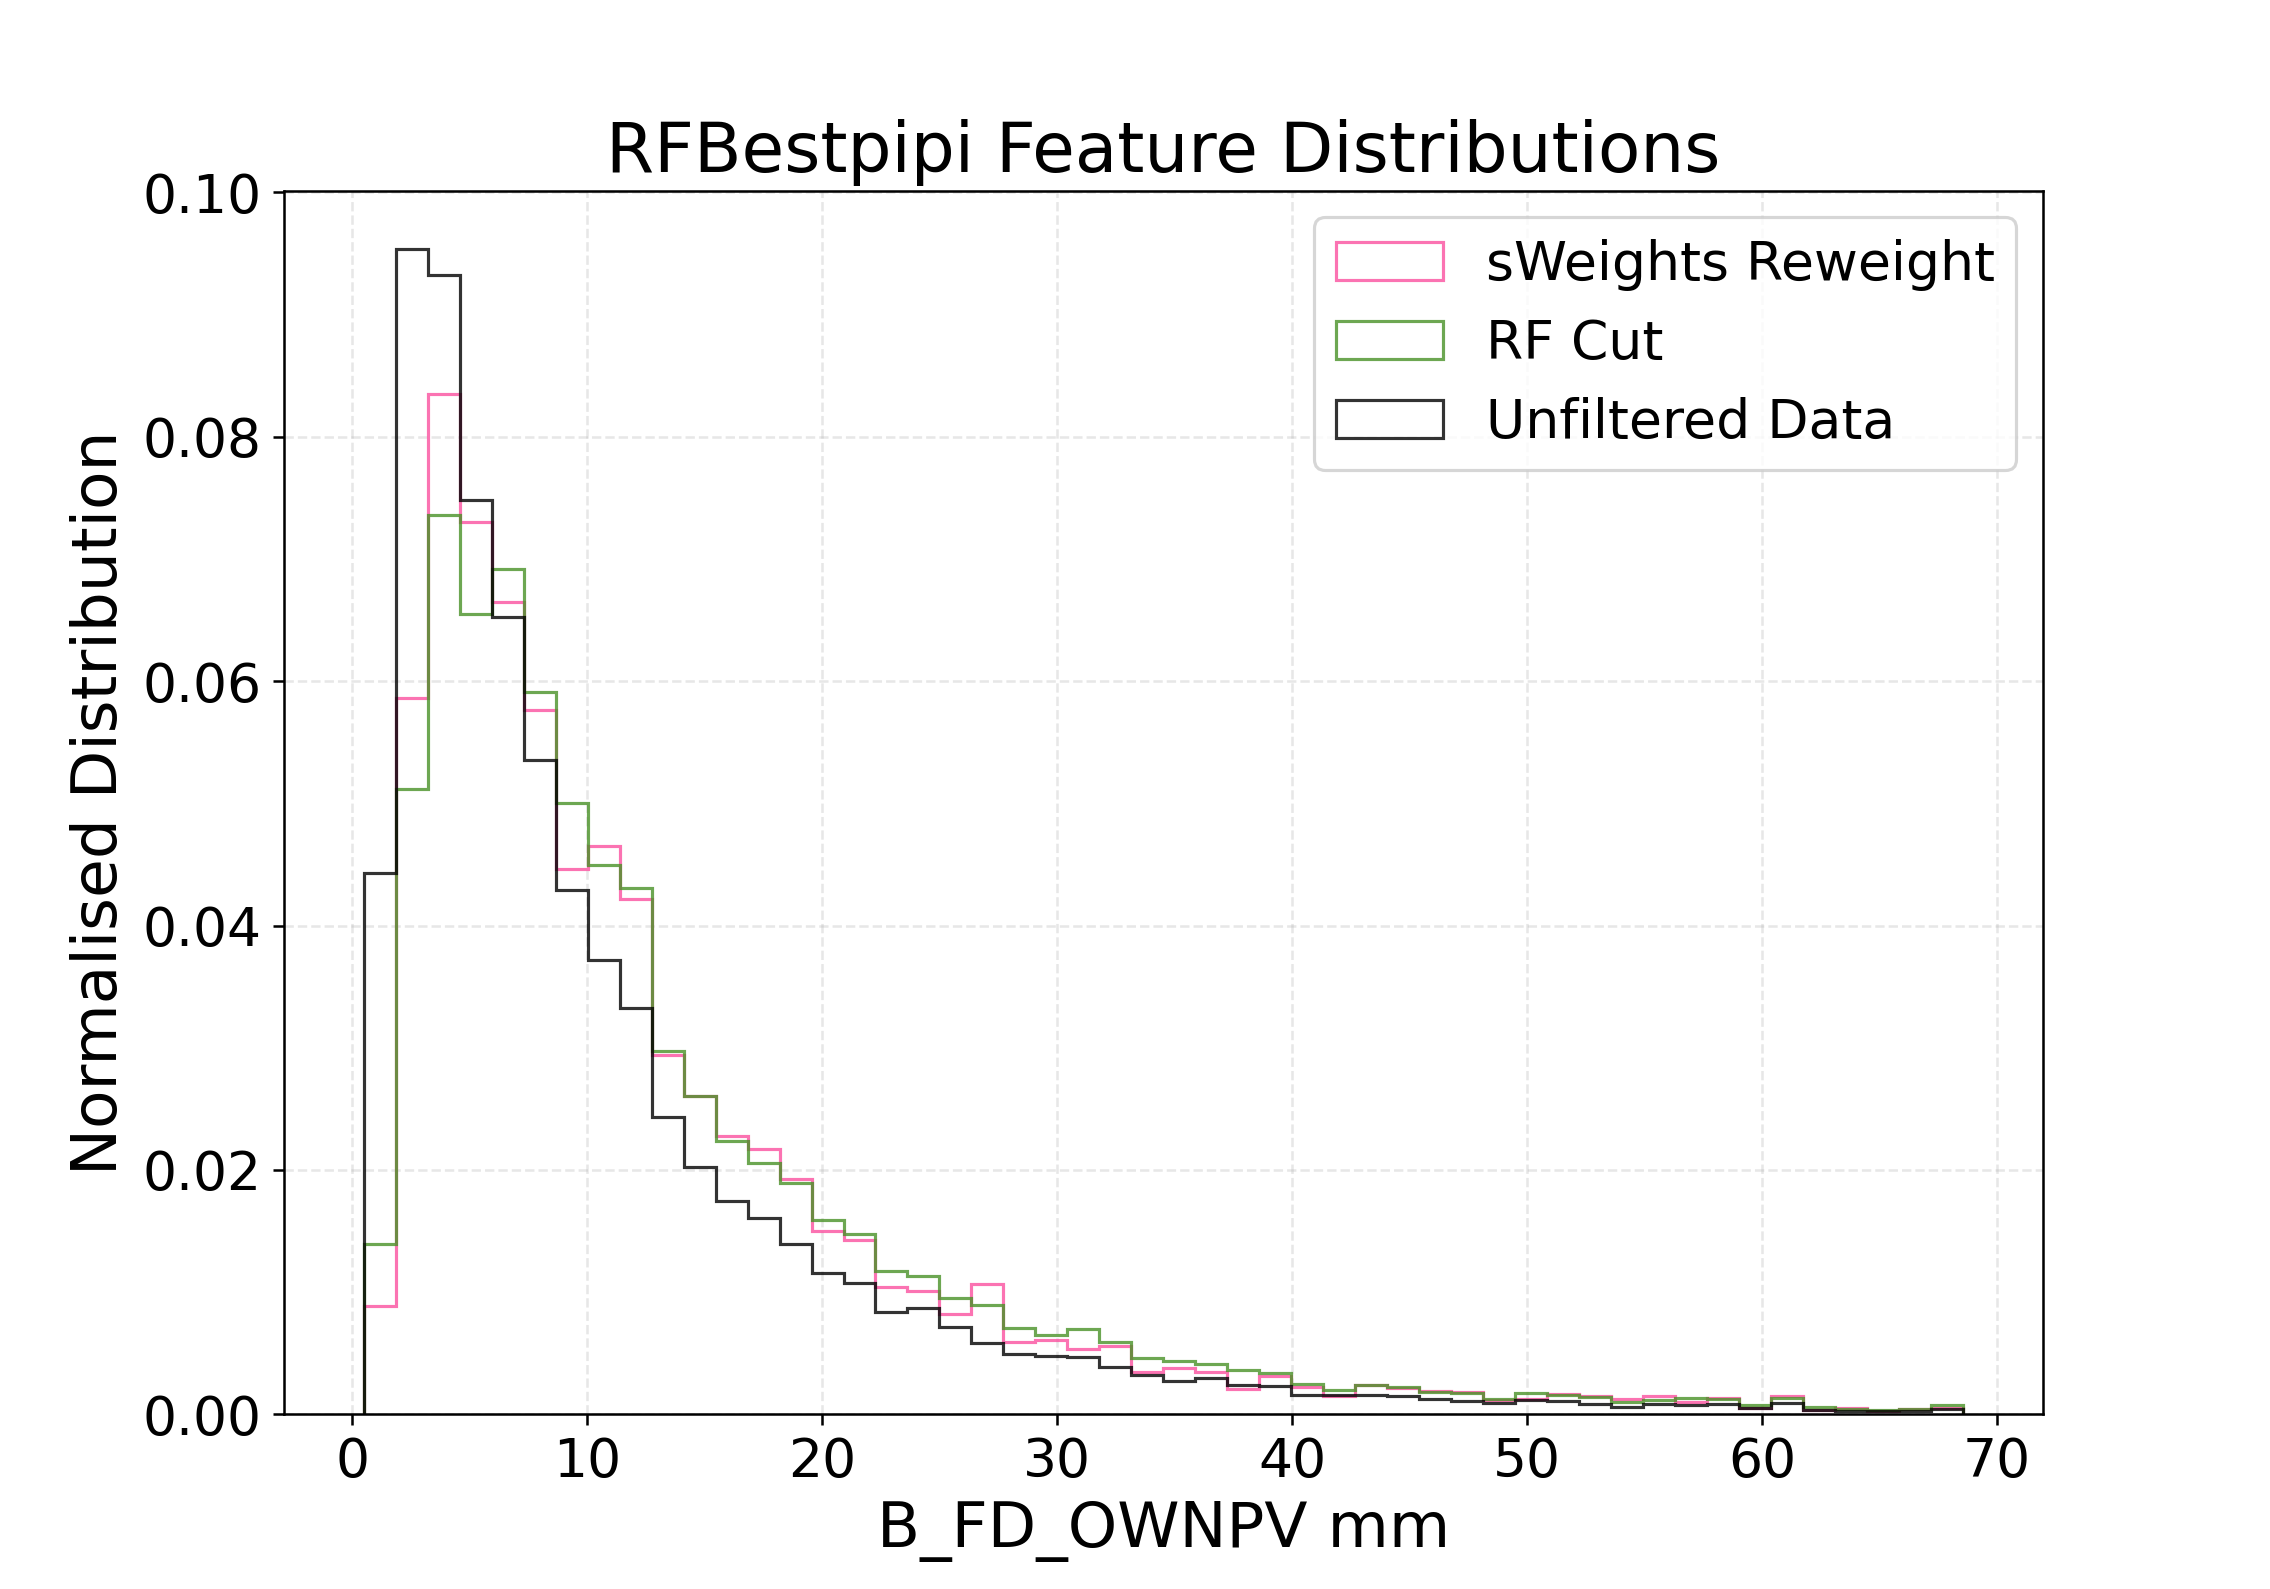 RFBestpipi Feature Distributions
Normalised Distribution
0.10
0.08
0.06
0.04
0.02
0.00
sWeights Reweight
RF Cut
Unfiltered Data
0 10 20 30 40 50 60 70
B_FD_OWNPV mm